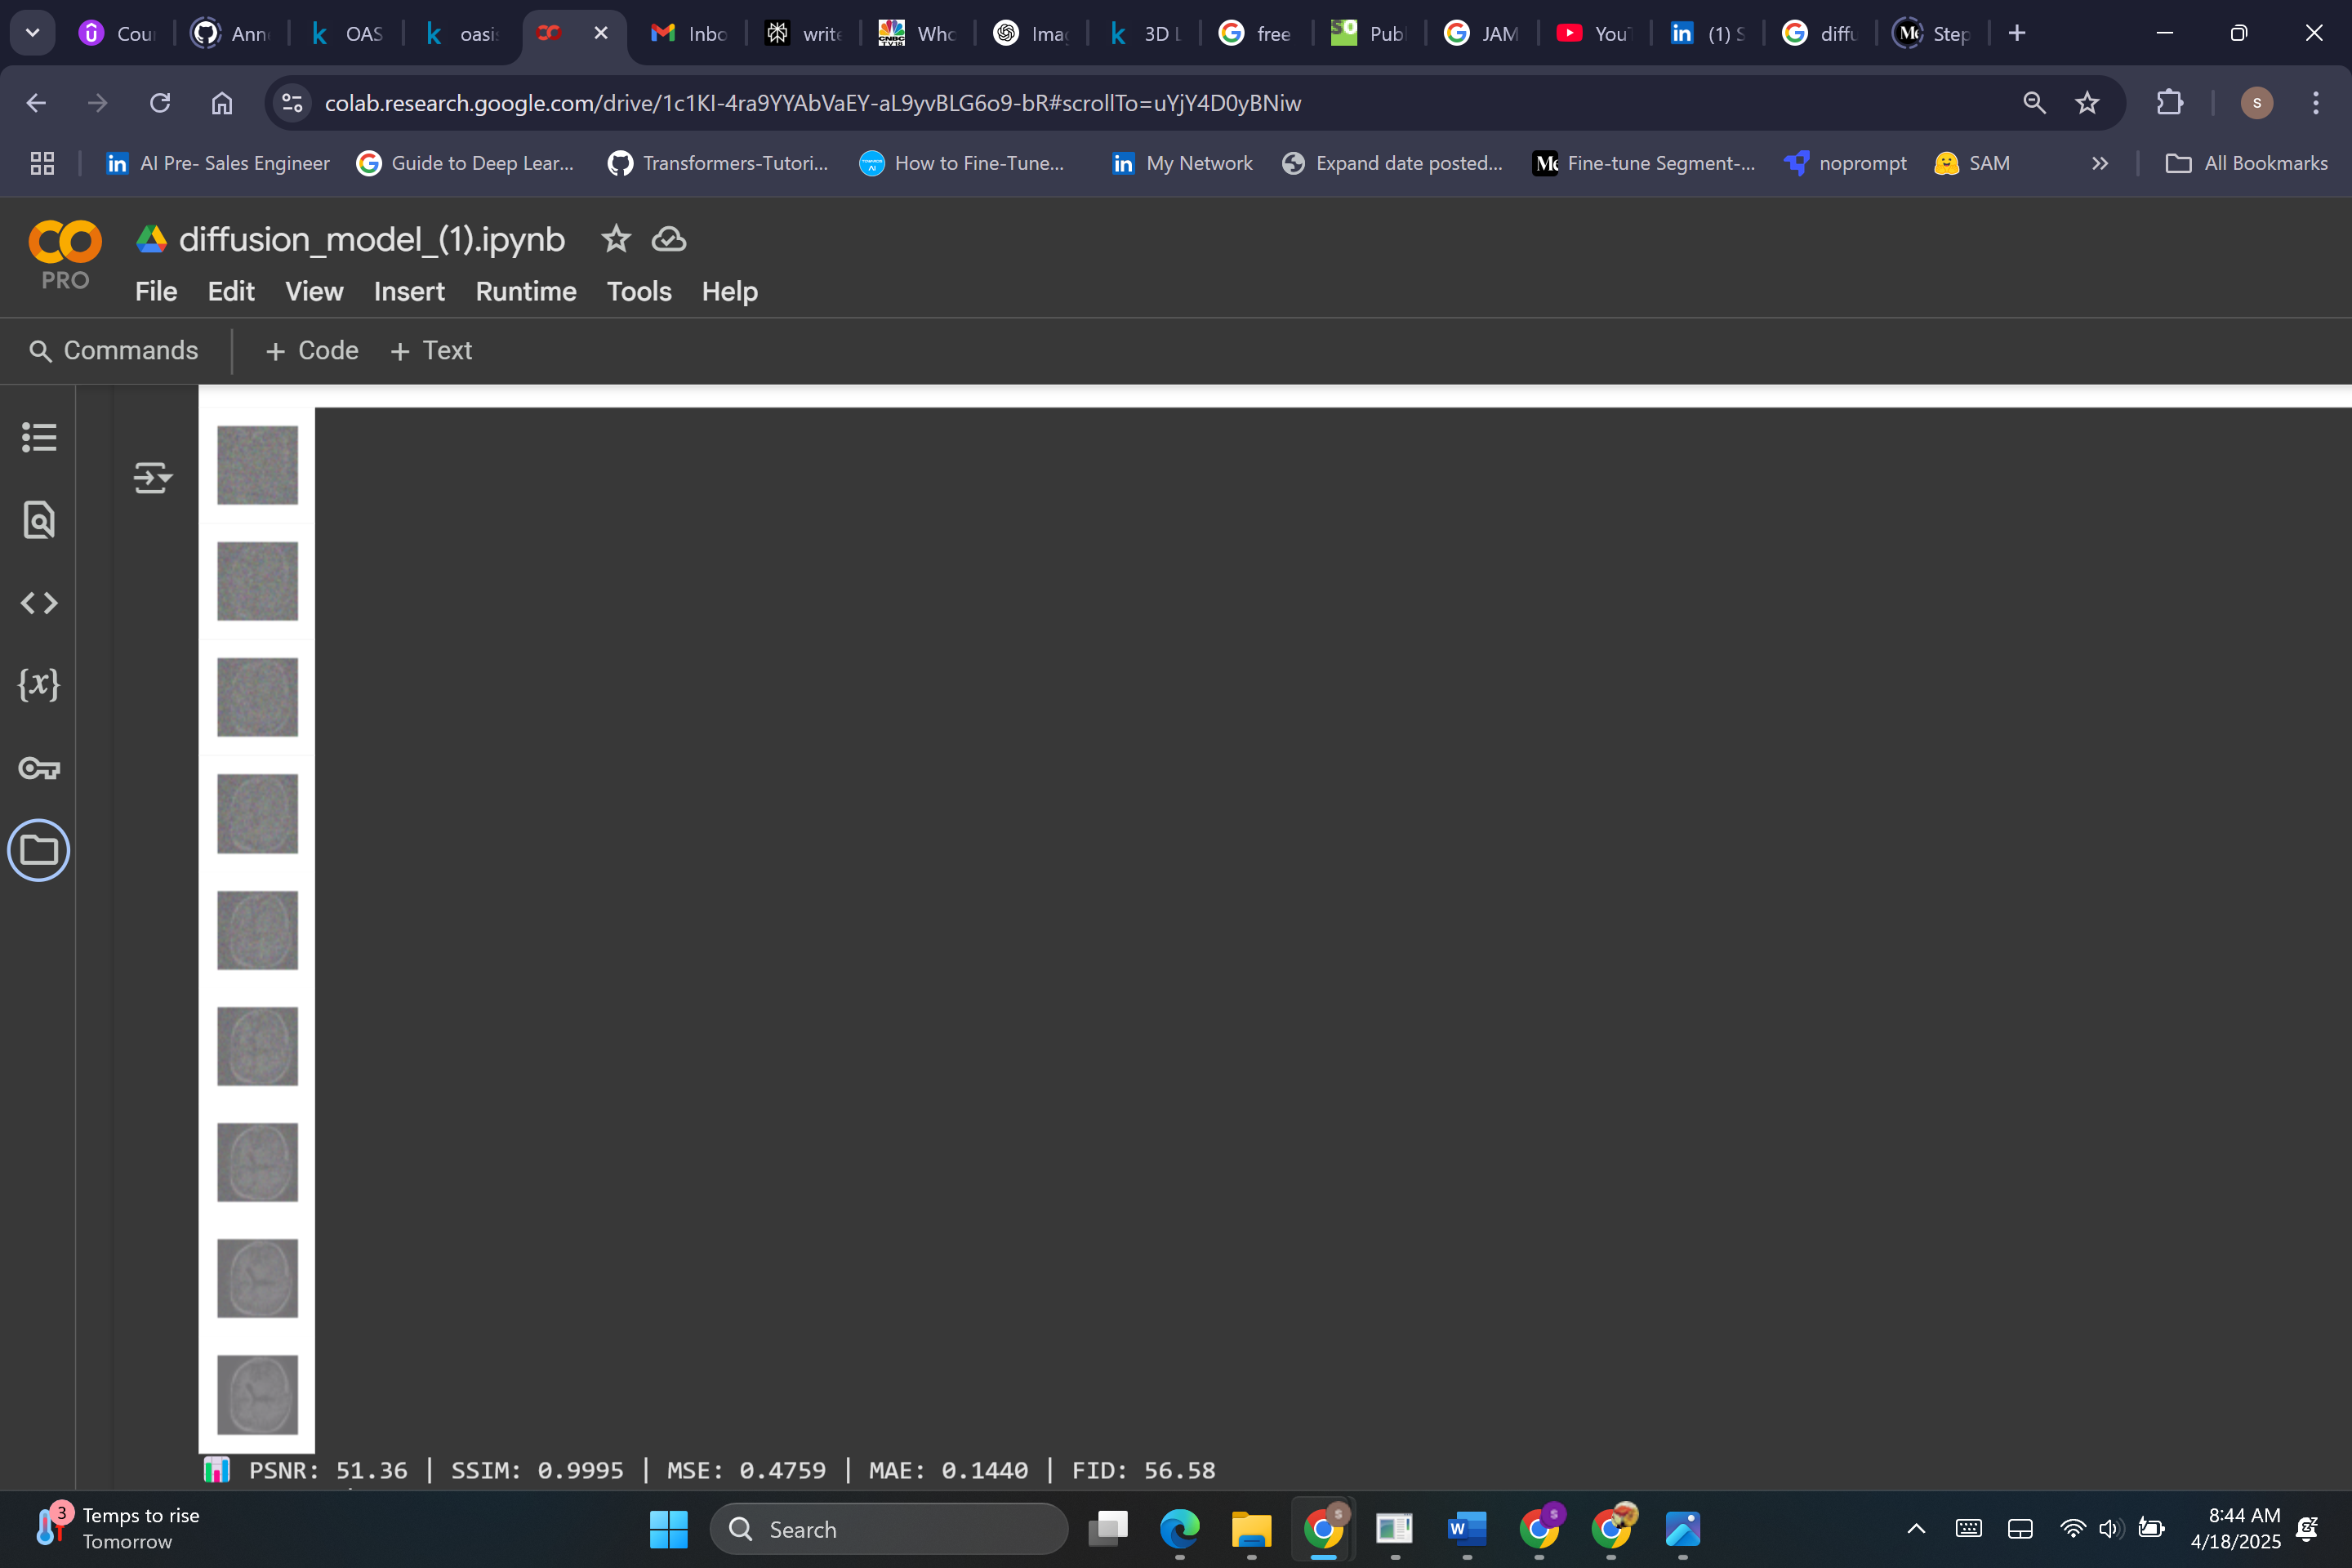 Cour
Ann
OAS
oasis
Inbo
write
Who
Imag
3D L
free
Publ
JAM
YouT
(1) S
diffu
Step
colab.research.google.com/drive/1c1KI-4ra9YYAbVaEY-aL9yvBLG6o9-bR#scrollTo=uYjY4D0yBNiw
S
AI Pre- Sales Engineer
Guide to Deep Lear...
Transformers-Tutori...
How to Fine-Tune...
My Network
Expand date posted...
Fine-tune Segment-...
noprompt
SAM
All Bookmarks
PRO
diffusion_model_(1).ipynb
File Edit View Insert Runtime Tools Help
Commands + Code + Text
{x}
PSNR: 51.36 | SSIM: 0.9995 | MSE: 0.4759 | MAE: 0.1440 | FID: 56.58
3
Temps to rise
Tomorrow
Search
8:44 AM
4/18/2025